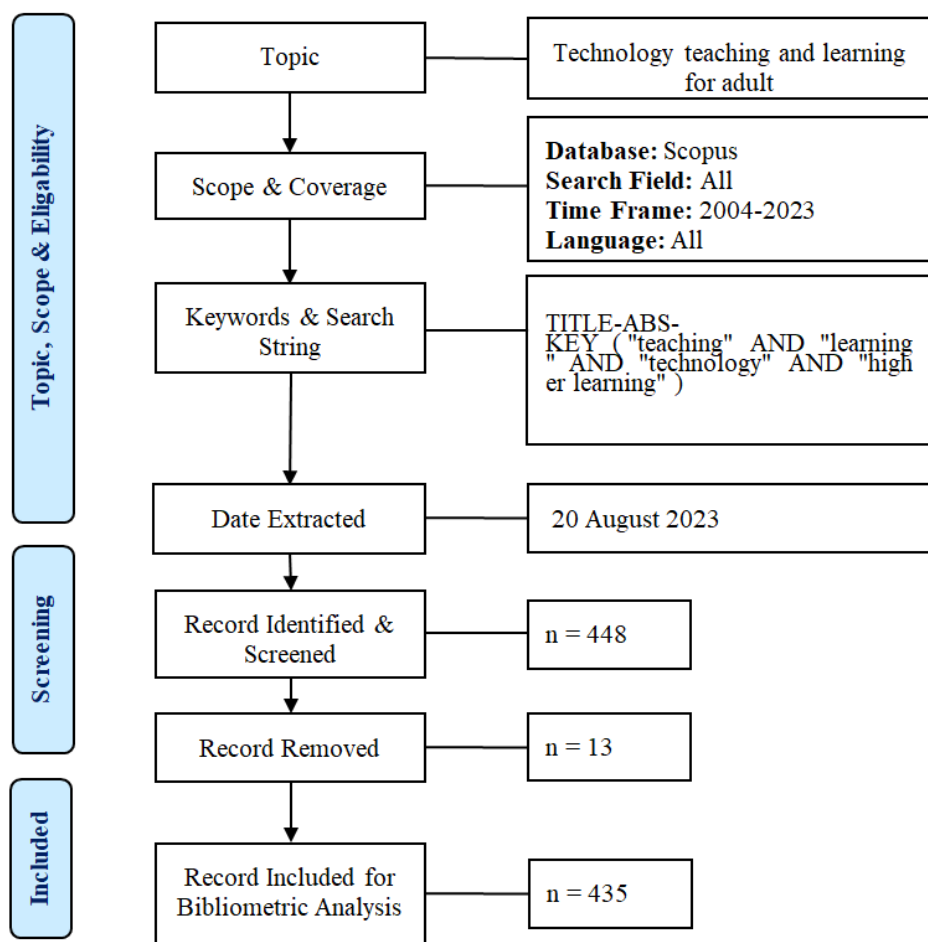 Topic, Scope & Eligability
Topic
Technology teaching and learning
for adult
Scope & Coverage
Database: Scopus
Search Field: All
Time Frame: 2004-2023
Language: All
Keywords & Search
String
TITLE-ABS-
KEY ( "teaching" AND "learning
" AND "technology" AND "high
er learning" )
Date Extracted
20 August 2023
Screening
Record Identified &
Screened
n = 448
Record Removed
n = 13
Included
Record Included for
Bibliometric Analysis
n = 435